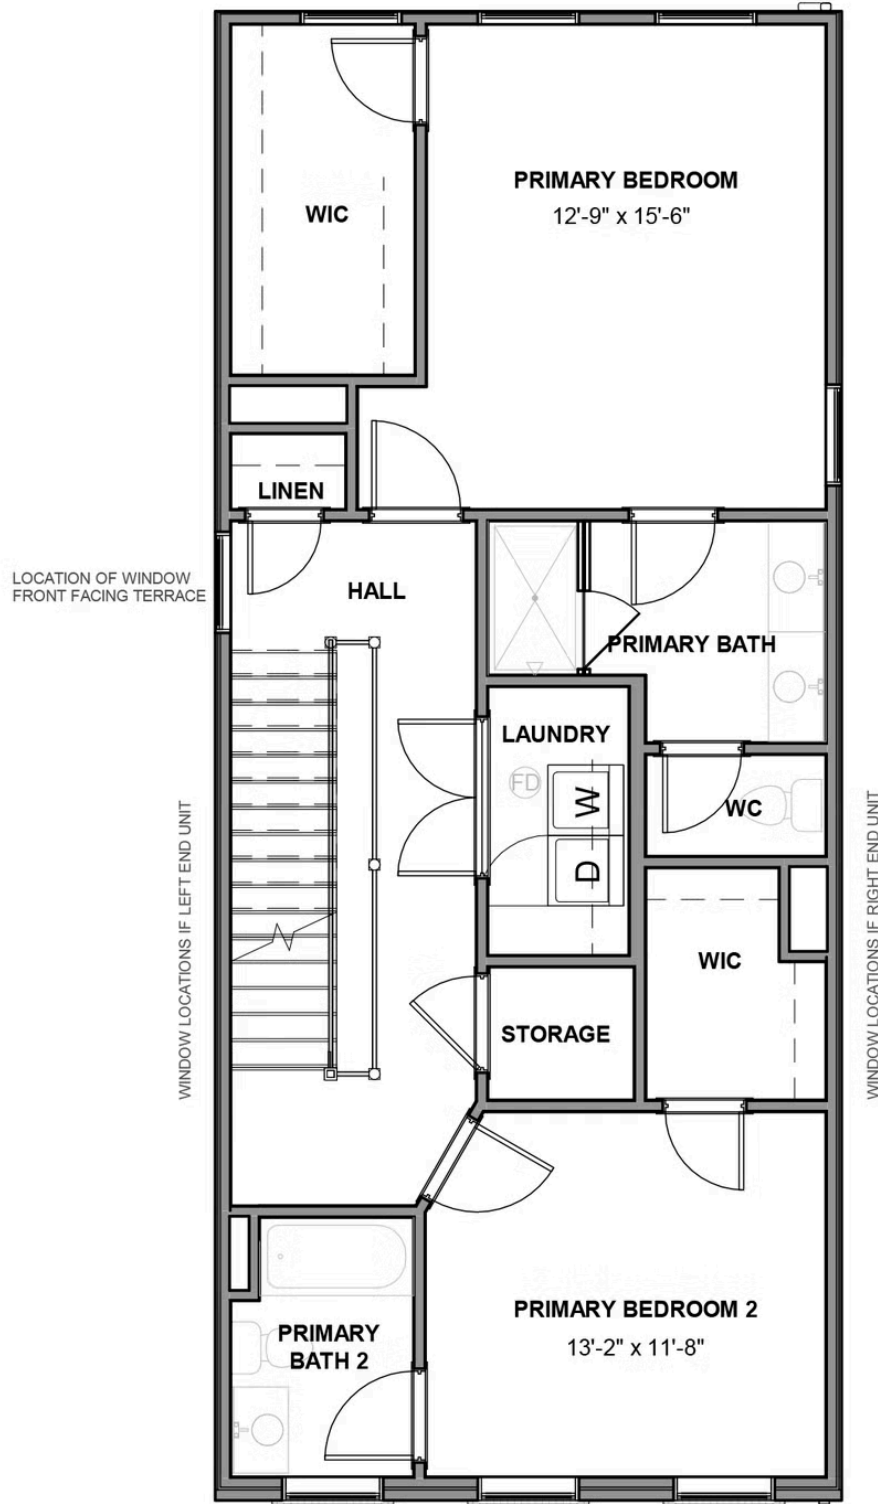 PRIMARY BEDROOM
12'-9" x 15'-6"
WIC
LINEN
LOCATION OF WINDOW
FRONT FACING TERRACE
HALL
PRIMARY BATH
LAUNDRY
FD
W
D
WC
WINDOW LOCATIONS IF LEFT END UNIT
WINDOW LOCATIONS IF RIGHT END UNIT
WIC
STORAGE
PRIMARY BEDROOM 2
13'-2" x 11'-8"
PRIMARY
BATH 2